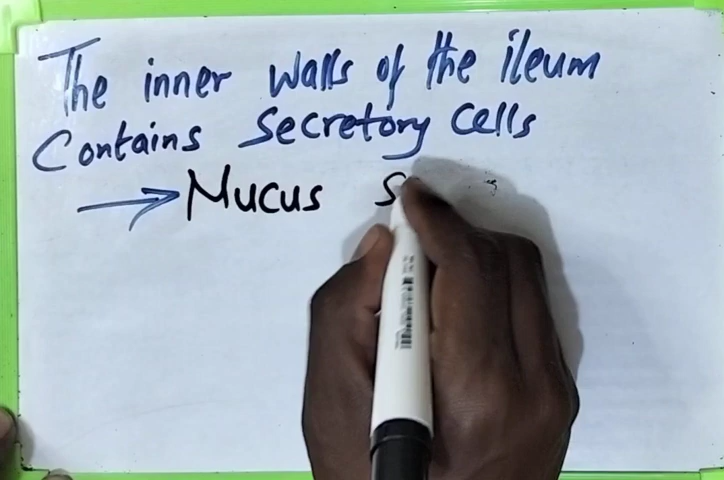 The inner walls of the ileum
Contains Secretory Cells
→ Mucus S